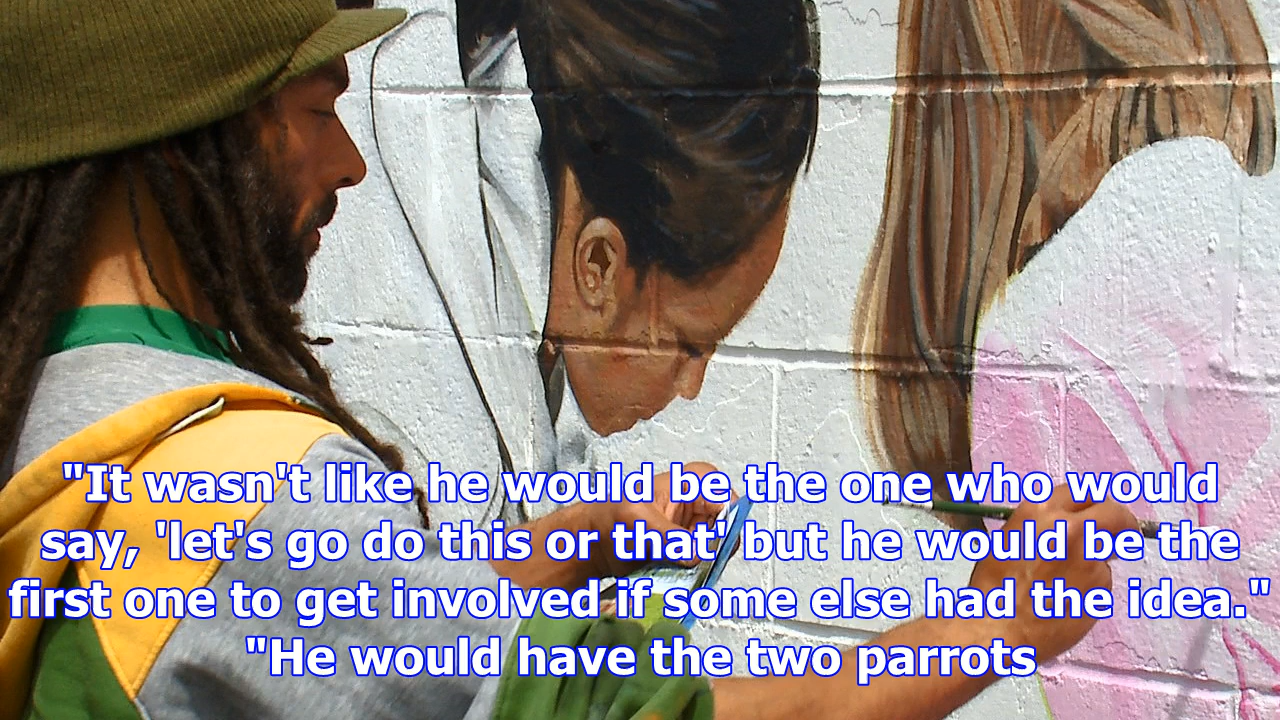 "It wasn't like he would be the one who would
say, 'let's go do this or that' but he would be the
first one to get involved if some else had the idea."
"He would have the two parrots